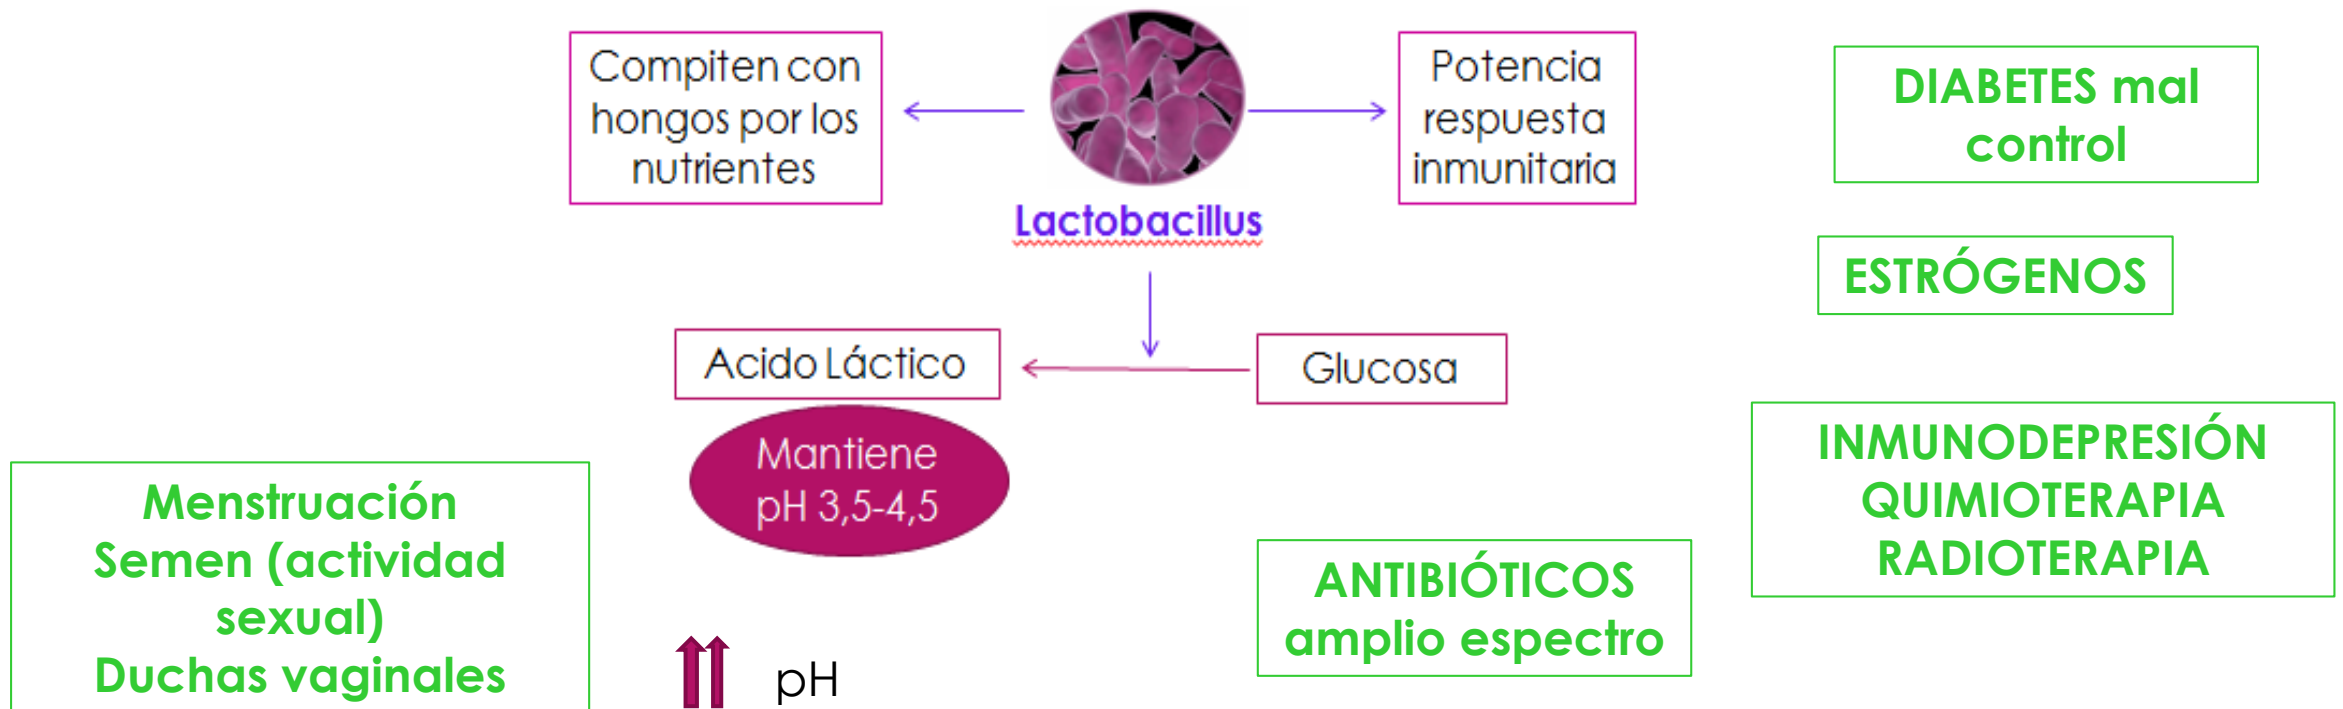 Compiten con
hongos por los
nutrientes
Lactobacillus
Potencia
respuesta
inmunitaria
DIABETES mal
control
ESTRÓGENOS
Acido Láctico
Glucosa
Mantiene
pH 3,5-4,5
INMUNODEPRESIÓN
QUIMIOTERAPIA
RADIOTERAPIA
Menstruación
Semen (actividad
sexual)
Duchas vaginales
pH
ANTIBIÓTICOS
amplio espectro